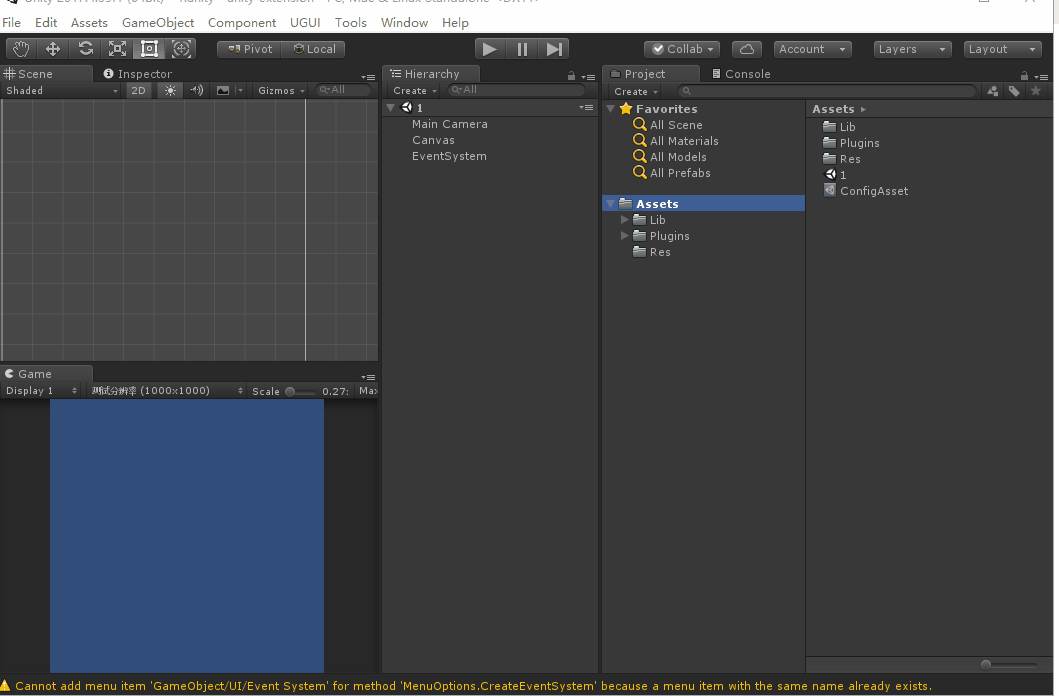 File Edit Assets GameObject Component UGUI Tools Window Help
Pivot Local Collab Account Layers Layout
Scene Inspector
Shaded 2D Gizmos All
Game
Display 1 测试分辨率 (1000x1000) Scale 0.27: Max
Hierarchy
Create All
1
Main Camera
Canvas
EventSystem
Project Console
Create
Favorites
All Scene
All Materials
All Models
All Prefabs
Assets
Lib
Plugins
Res
Assets
Lib
Plugins
Res
1
ConfigAsset
Cannot add menu item 'GameObject/UI/Event System' for method 'MenuOptions.CreateEventSystem' because a menu item with the same name already exists.